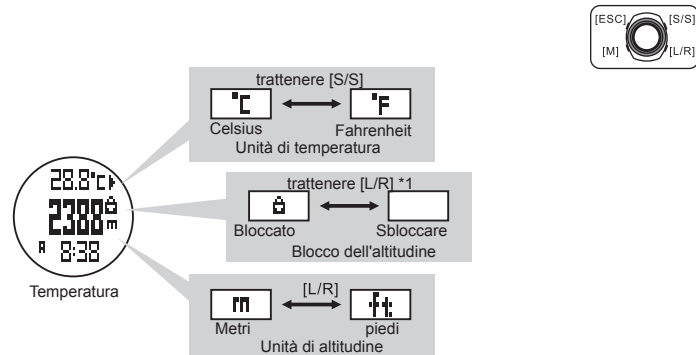 [ESC] [S/S]
[M] [L/R]
trattenere [S/S]
°C °F
Celsius Fahrenheit
Unità di temperatura
28.8°C
2388 m
A 8:38
Temperatura
trattenere [L/R] *1
Bloccato Sbloccare
Blocco dell'altitudine
[L/R]
m ft
Metri piedi
Unità di altitudine